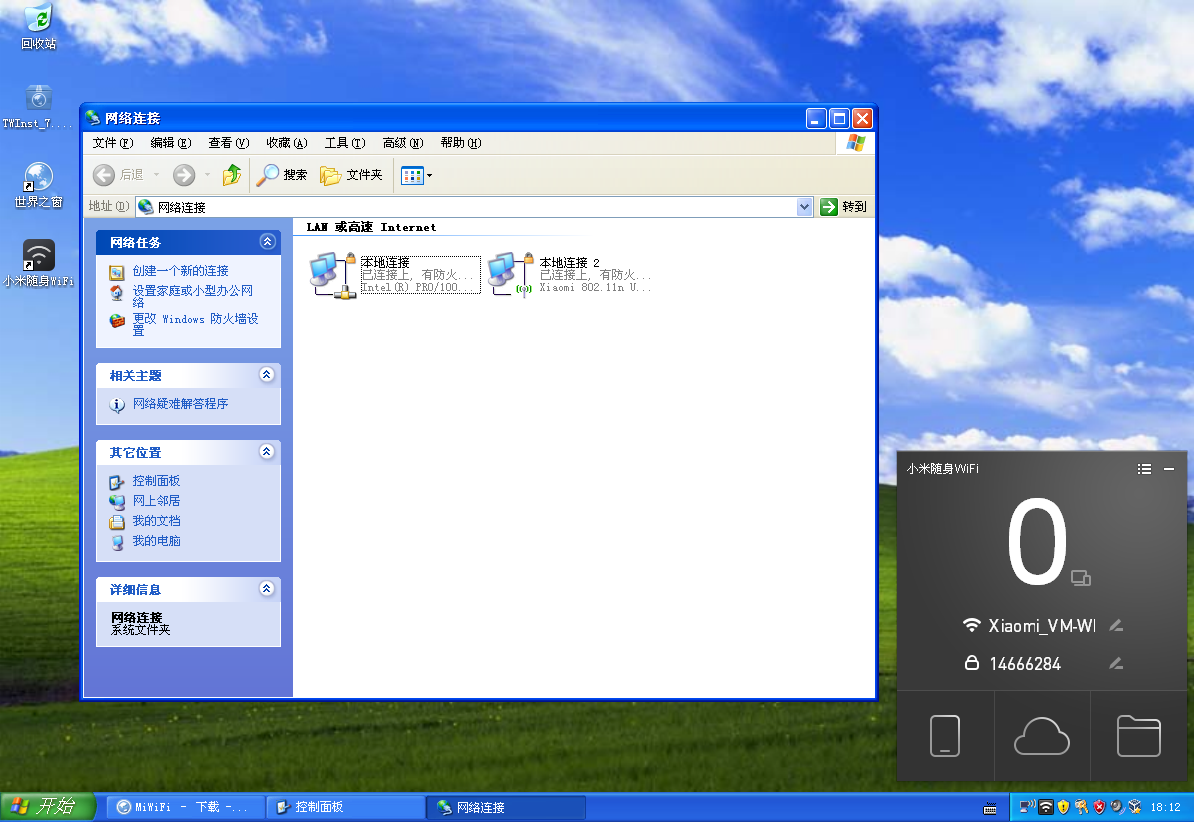 回收站
TWInst_7....
世界之窗
小米随身WiFi
网络连接
文件(F) 编辑(E) 查看(V) 收藏(A) 工具(T) 高级(N) 帮助(H)
后退 搜索 文件夹
地址(D) 网络连接 转到
网络任务
创建一个新的连接
设置家庭或小型办公网
络
更改 Windows 防火墙设
置
相关主题
网络疑难解答程序
其它位置
控制面板
网上邻居
我的文档
我的电脑
详细信息
网络连接
系统文件夹
LAN 或高速 Internet
本地连接
已连接上, 有防火...
Intel(R) PRO/100...
本地连接 2
已连接上, 有防火...
Xiaomi 802.11n U...
小米随身WiFi
0
Xiaomi_VM-WI
14666284
开始 MiWiFi - 下载 -... 控制面板 网络连接 18:12